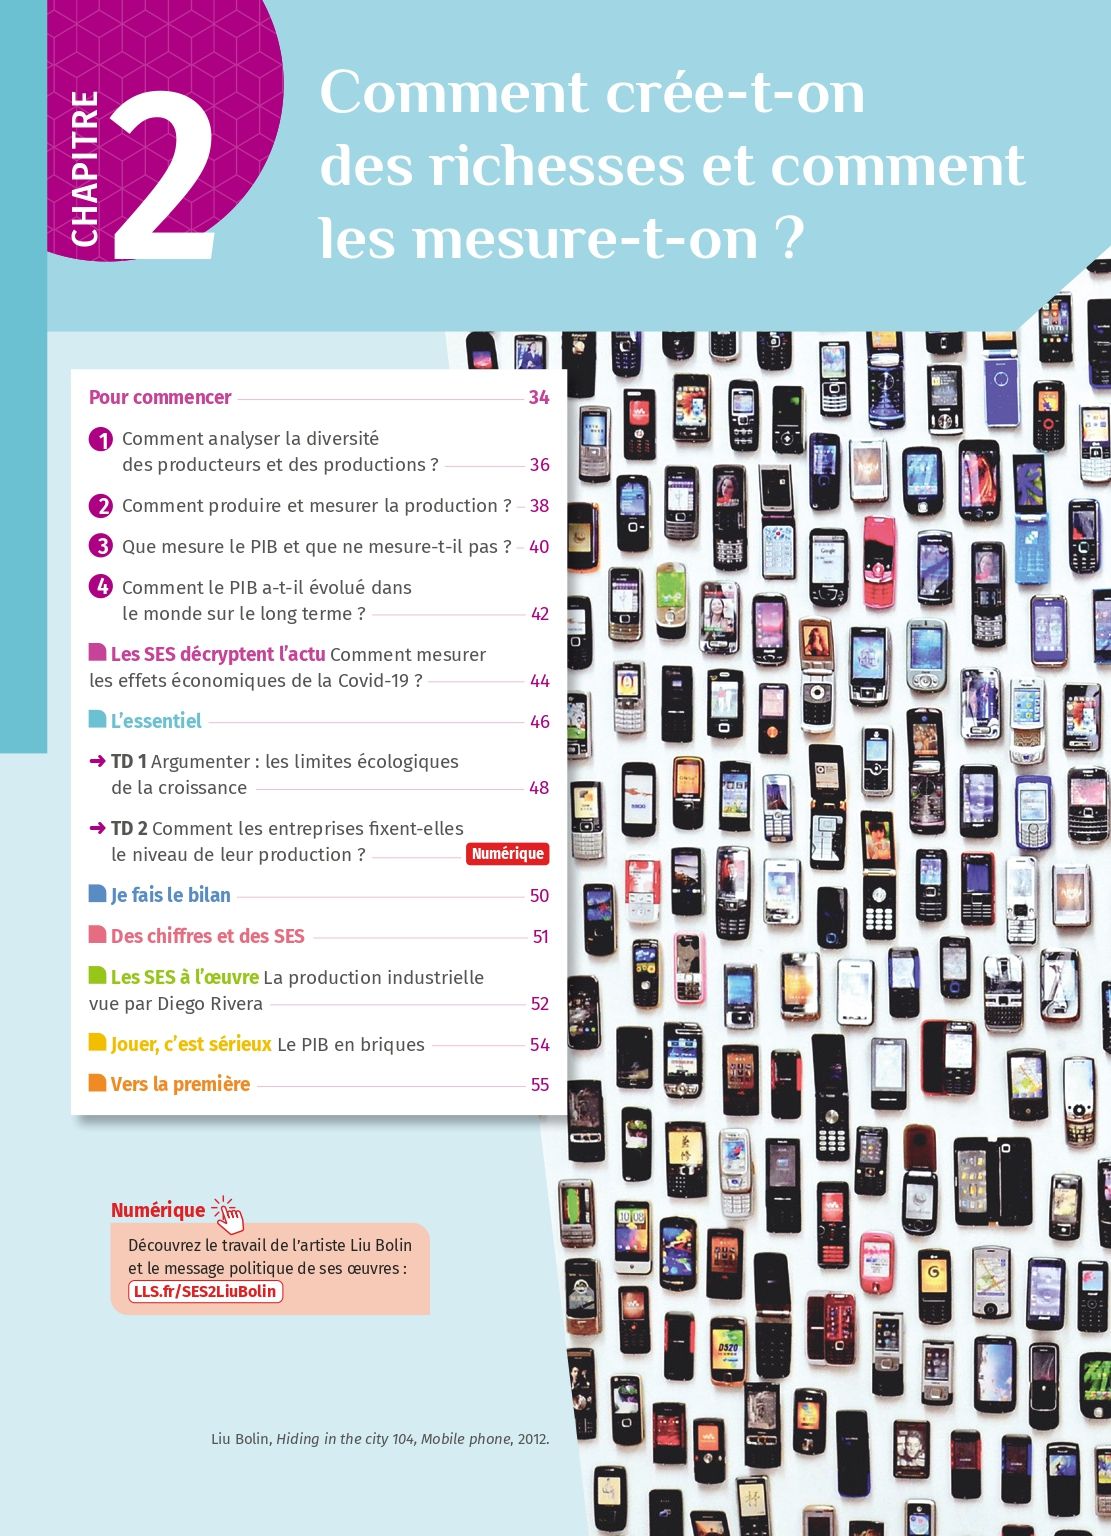 CHAPITRE
2
Comment crée-t-on
des richesses et comment
les mesure-t-on ?
Pour commencer 34
1 Comment analyser la diversité
des producteurs et des productions ? 36
2 Comment produire et mesurer la production ? 38
3 Que mesure le PIB et que ne mesure-t-il pas ? 40
4 Comment le PIB a-t-il évolué dans
le monde sur le long terme ? 42
Les SES décryptent l’actu Comment mesurer
les effets économiques de la Covid-19 ? 44
L’essentiel 46
➜ TD 1 Argumenter : les limites écologiques
de la croissance 48
➜ TD 2 Comment les entreprises fixent-elles
le niveau de leur production ? Numérique
Je fais le bilan 50
Des chiffres et des SES 51
Les SES à l’œuvre La production industrielle
vue par Diego Rivera 52
Jouer, c’est sérieux Le PIB en briques 54
Vers la première 55
Numérique
Découvrez le travail de l’artiste Liu Bolin
et le message politique de ses œuvres :
LLS.fr/SES2LiuBolin
Liu Bolin, Hiding in the city 104, Mobile phone, 2012.
Google
D520